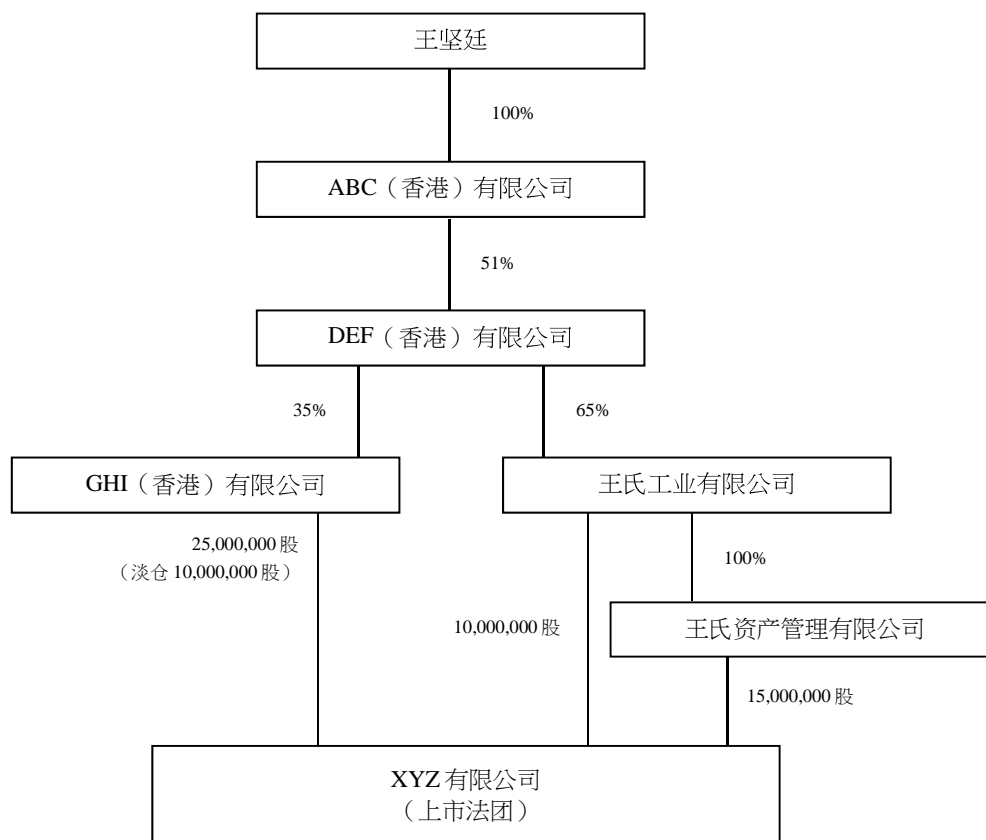 王坚廷
100%
ABC（香港）有限公司
51%
DEF（香港）有限公司
35%
65%
GHI（香港）有限公司
王氏工业有限公司
25,000,000 股
（淡仓 10,000,000 股）
100%
10,000,000 股
王氏资产管理有限公司
15,000,000 股
XYZ 有限公司
（上市法团）